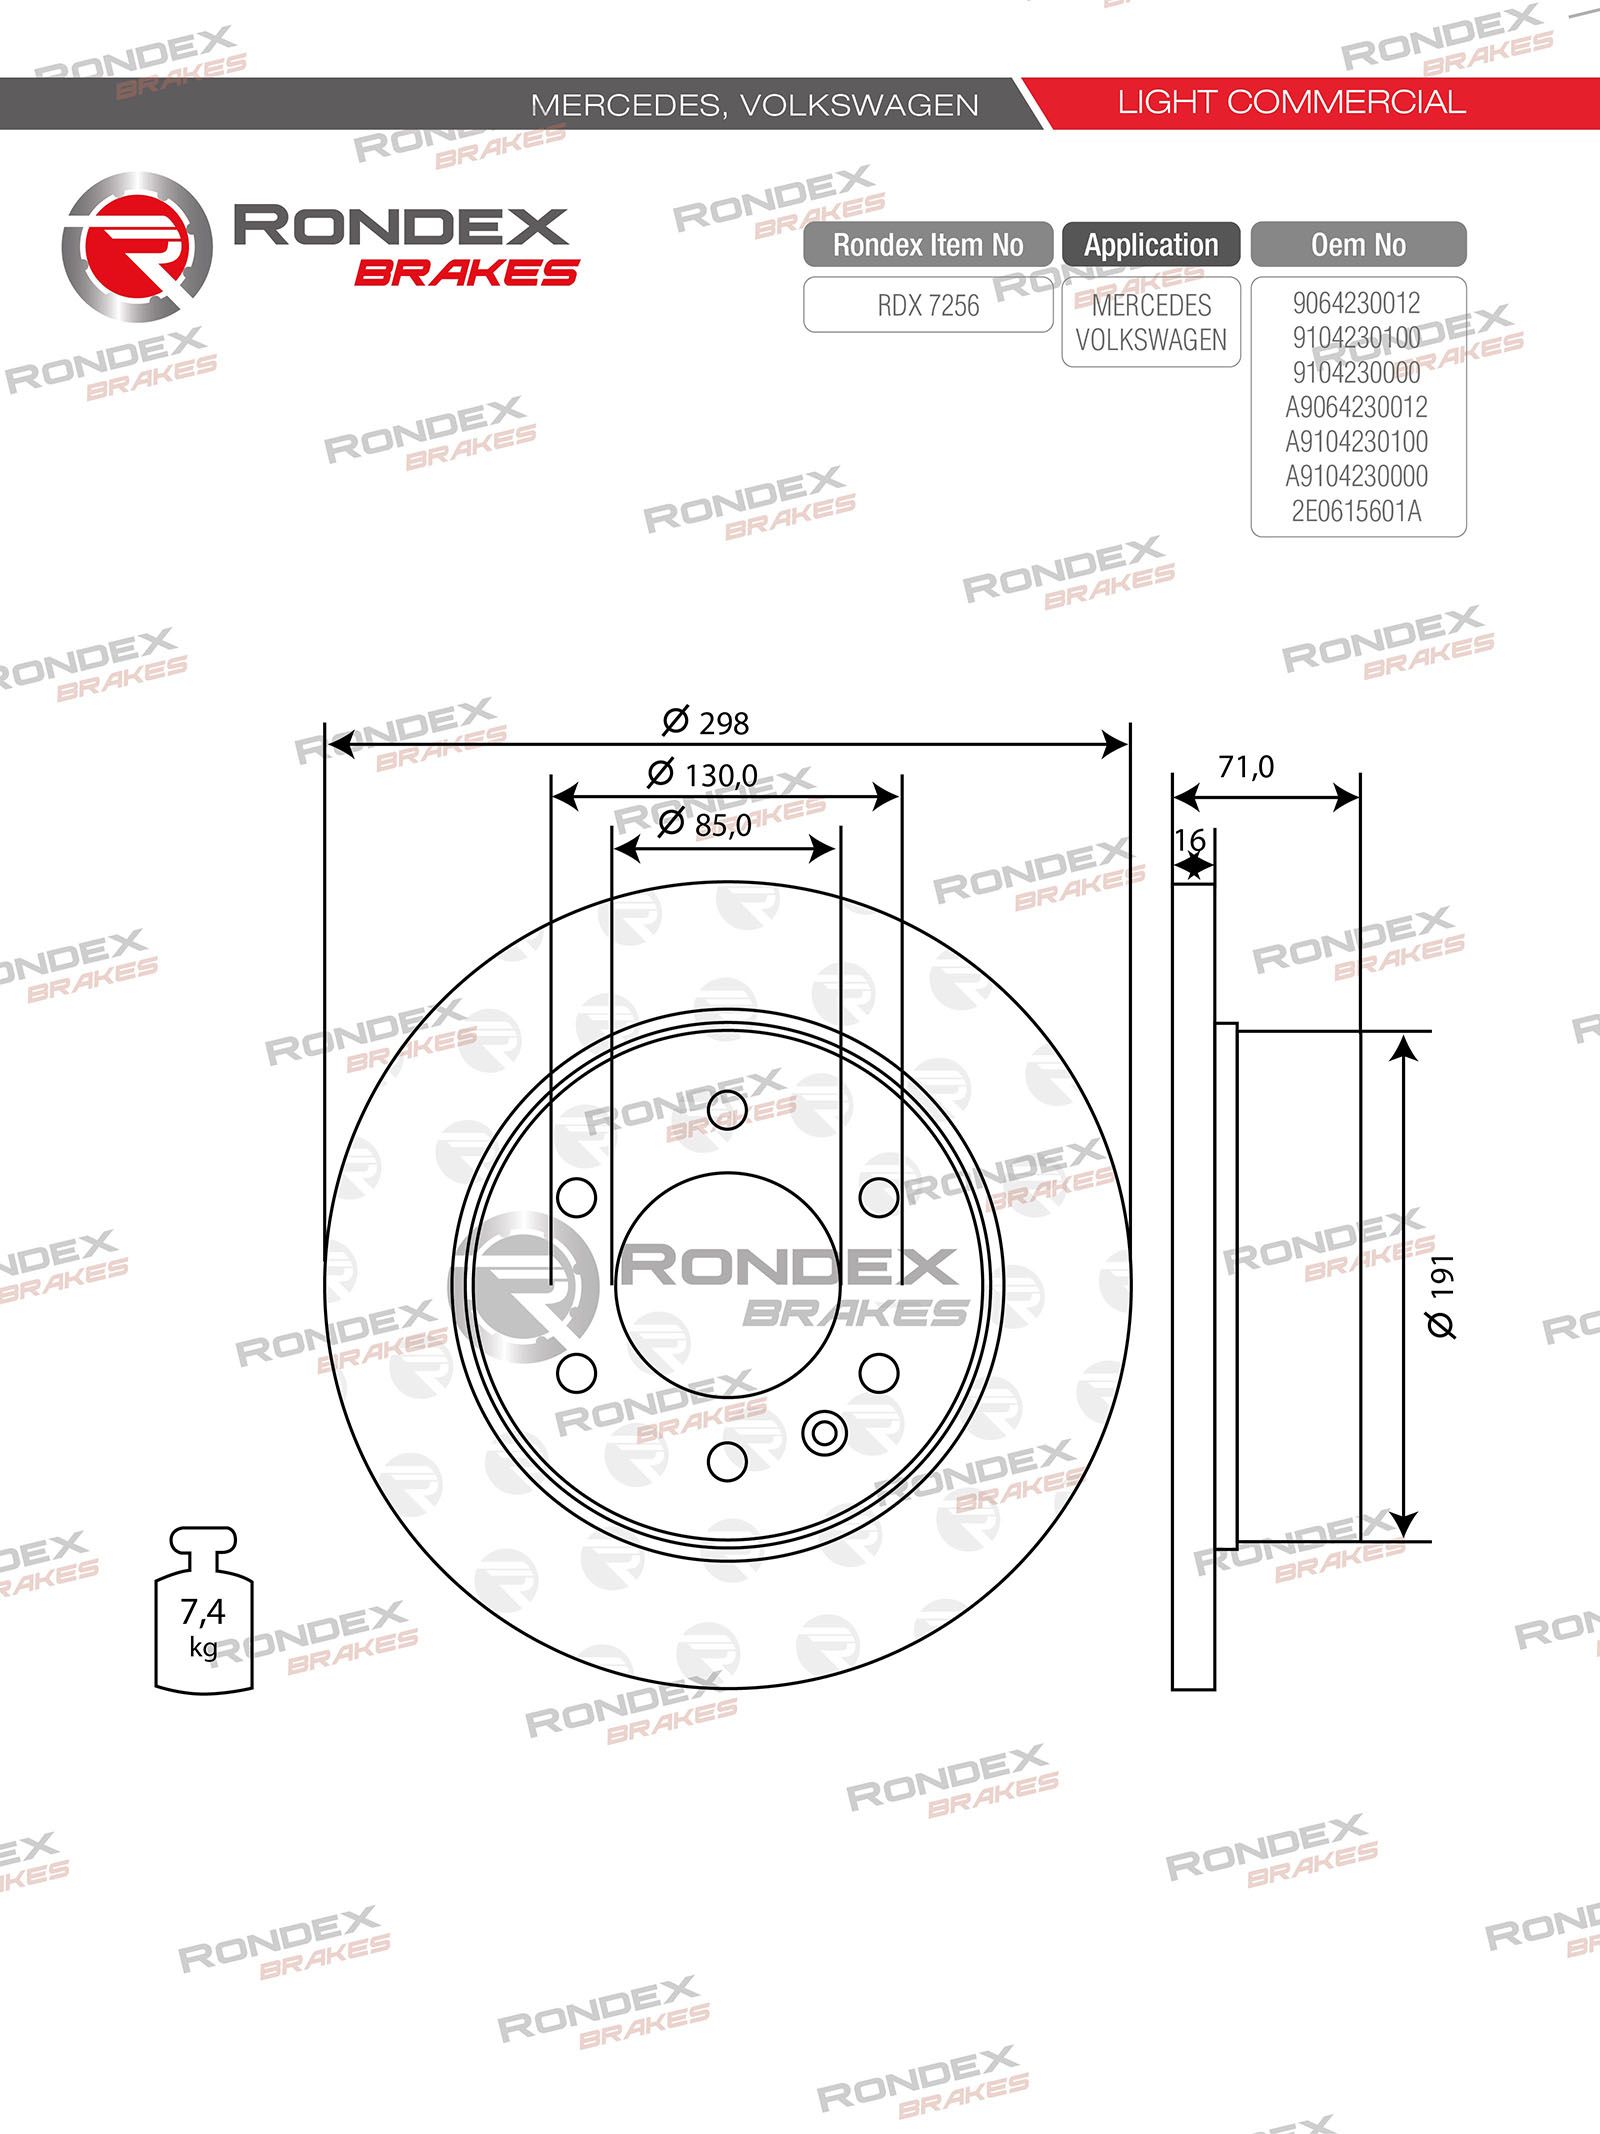 MERCEDES, VOLKSWAGEN
LIGHT COMMERCIAL
RONDEX
BRAKES
Rondex Item No
RDX 7256
Application
MERCEDES
VOLKSWAGEN
Oem No
9064230012
9104230100
9104230000
A9064230012
A9104230100
A9104230000
2E0615601A
Ø 298
Ø 130,0
Ø 85,0
71,0
16
Ø 191
RONDEX
BRAKES
7,4
kg